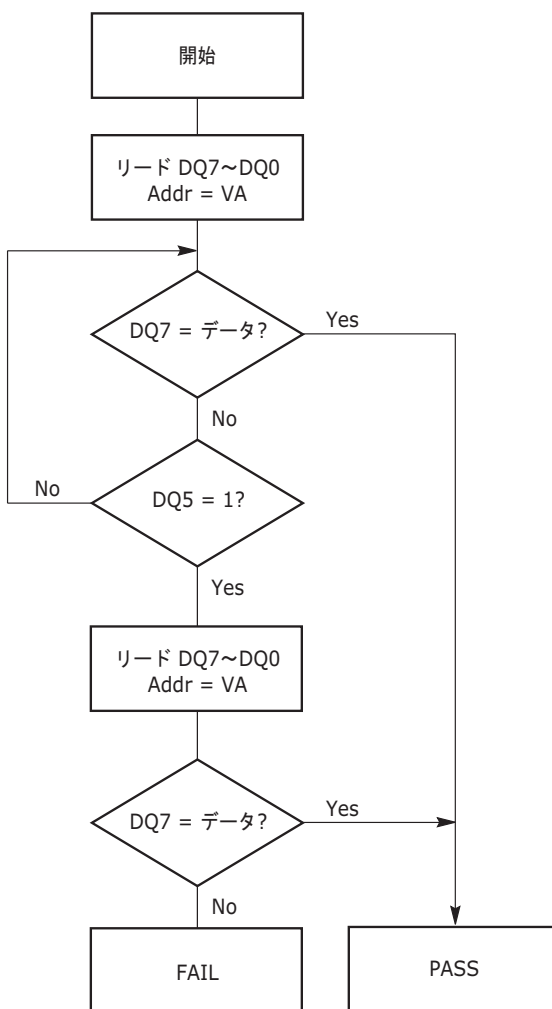 開始
リード DQ7～DQ0
Addr = VA
DQ7 = データ?
Yes
No
DQ5 = 1?
No
Yes
リード DQ7～DQ0
Addr = VA
DQ7 = データ?
Yes
No
FAIL
PASS